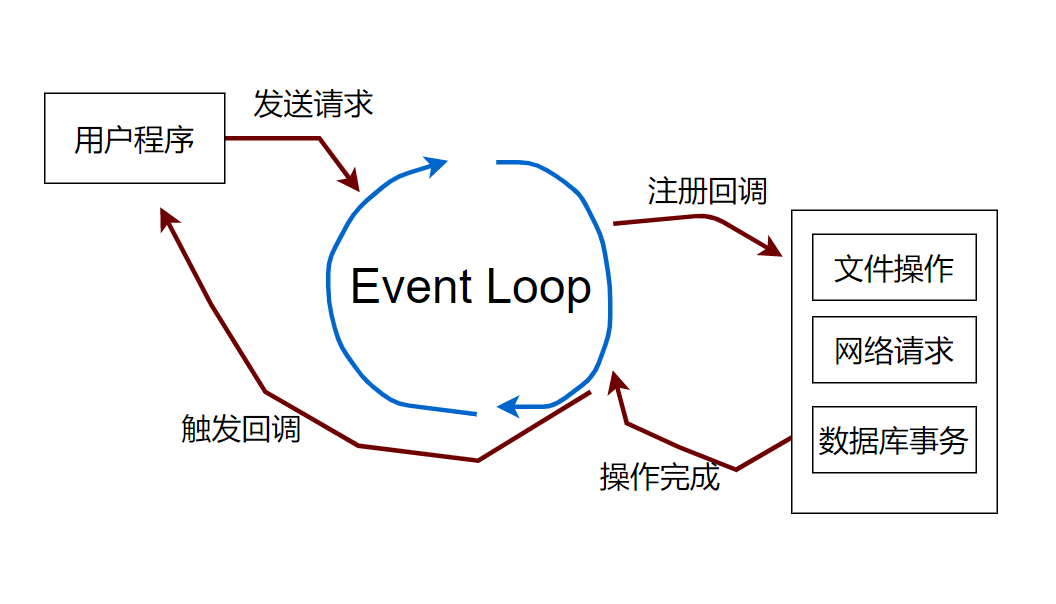 发送请求
用户程序
注册回调
Event Loop
文件操作
网络请求
触发回调
数据库事务
操作完成